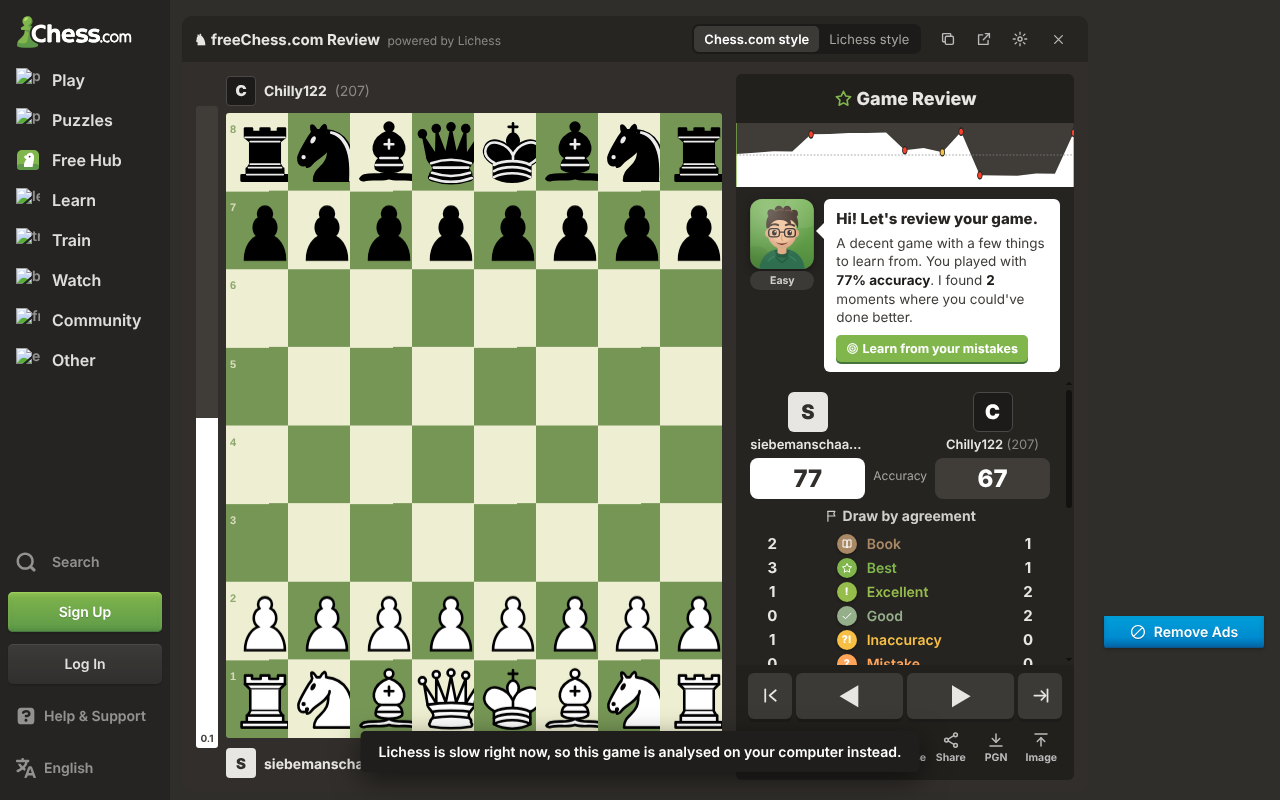 Chess.com
Play
Puzzles
Free Hub
Learn
Train
Watch
Community
Other
Search
Sign Up
Log In
Help & Support
English
freeChess.com Review powered by Lichess
Chess.com style Lichess style
C Chilly122 (207)
8
7
6
5
4
3
2
1
0.1
S siebemanscha
Game Review
Easy
Hi! Let's review your game.
A decent game with a few things
to learn from. You played with
77% accuracy. I found 2
moments where you could've
done better.
Learn from your mistakes
S C
siebemanschaa... Chilly122 (207)
77 Accuracy 67
Draw by agreement
2 Book 1
3 Best 1
1 ! Excellent 2
0 Good 2
1 ?! Inaccuracy 0
0 ? Mistake 0
Share PGN Image
Lichess is slow right now, so this game is analysed on your computer instead.
Remove Ads